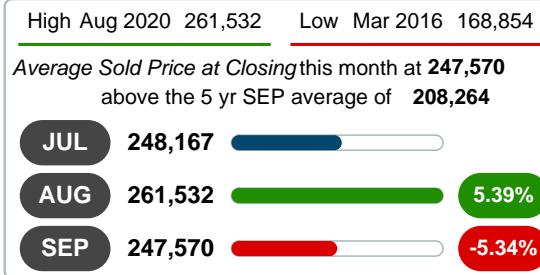 High Aug 2020 261,532 Low Mar 2016 168,854
Average Sold Price at Closing this month at 247,570
above the 5 yr SEP average of 208,264
JUL 248,167
AUG 261,532 5.39%
SEP 247,570 -5.34%